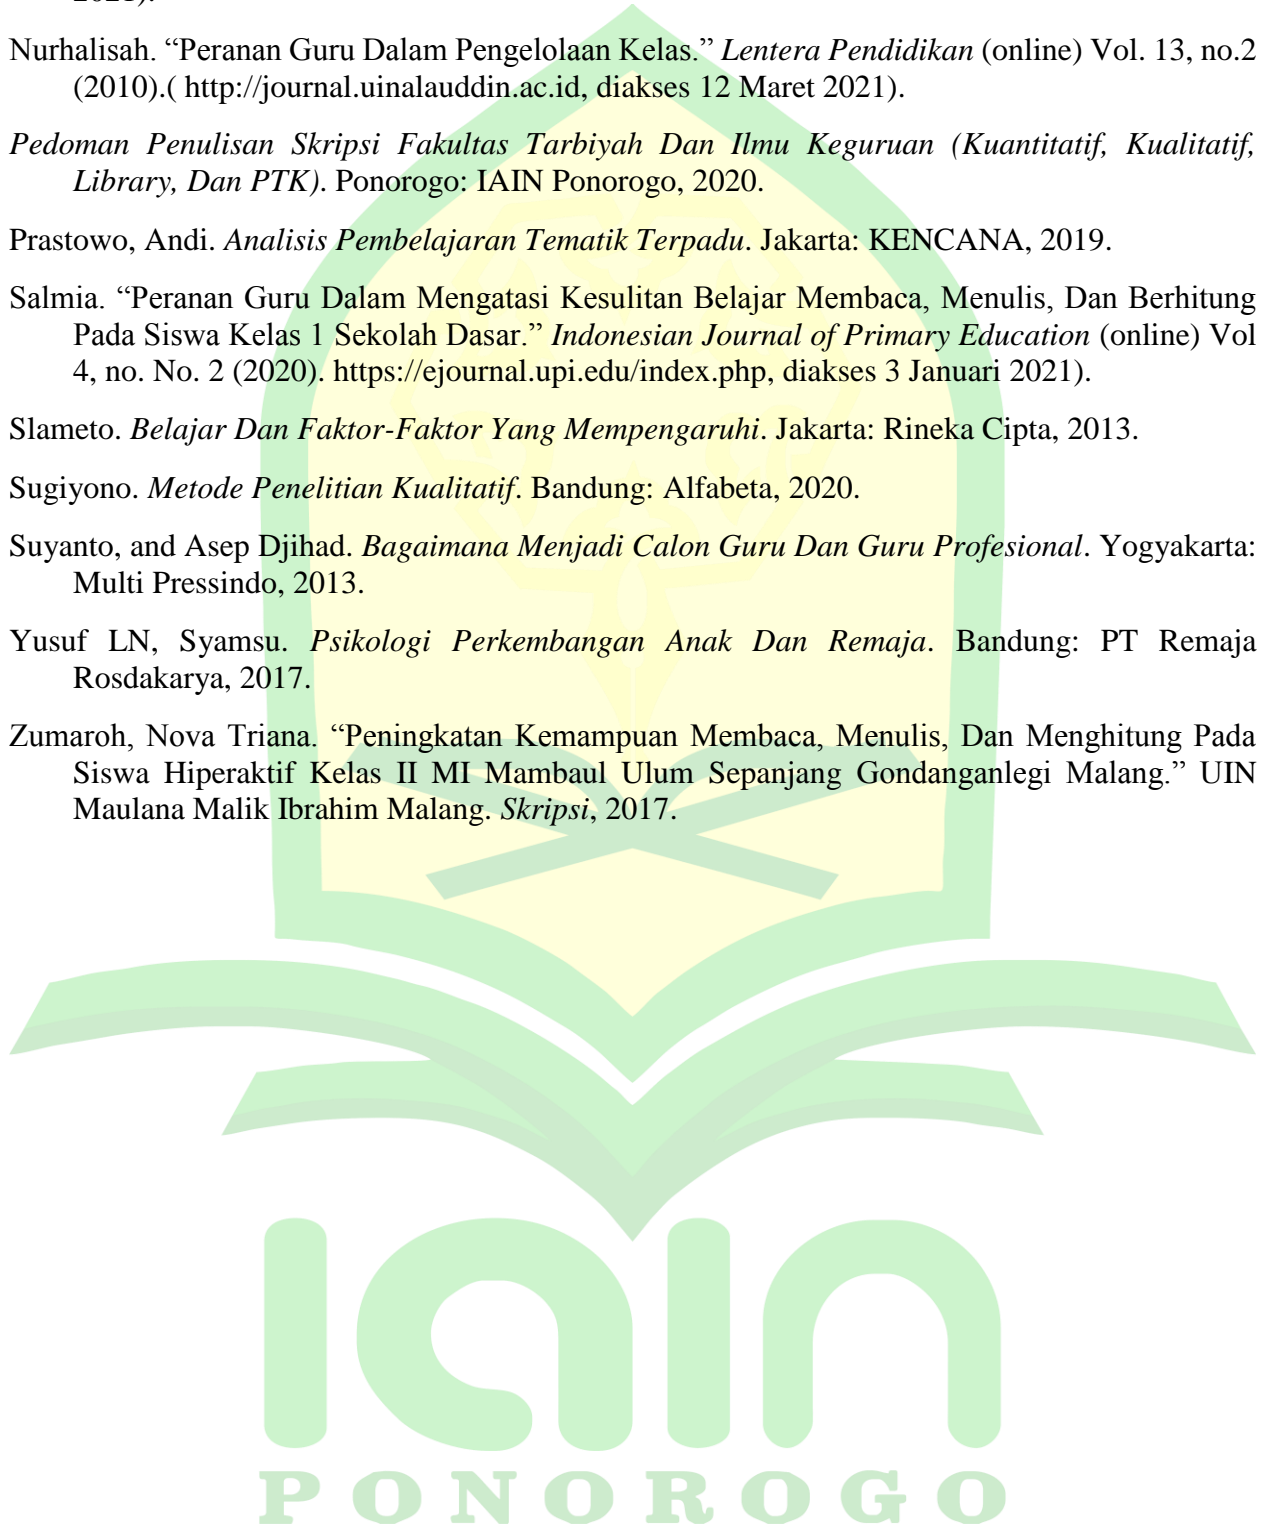 2021).
Nurhalisah. “Peranan Guru Dalam Pengelolaan Kelas.” Lentera Pendidikan (online) Vol. 13, no.2
(2010).( http://journal.uinalauddin.ac.id, diakses 12 Maret 2021).
Pedoman Penulisan Skripsi Fakultas Tarbiyah Dan Ilmu Keguruan (Kuantitatif, Kualitatif,
Library, Dan PTK). Ponorogo: IAIN Ponorogo, 2020.
Prastowo, Andi. Analisis Pembelajaran Tematik Terpadu. Jakarta: KENCANA, 2019.
Salmia. “Peranan Guru Dalam Mengatasi Kesulitan Belajar Membaca, Menulis, Dan Berhitung
Pada Siswa Kelas 1 Sekolah Dasar.” Indonesian Journal of Primary Education (online) Vol
4, no. No. 2 (2020). https://ejournal.upi.edu/index.php, diakses 3 Januari 2021).
Slameto. Belajar Dan Faktor-Faktor Yang Mempengaruhi. Jakarta: Rineka Cipta, 2013.
Sugiyono. Metode Penelitian Kualitatif. Bandung: Alfabeta, 2020.
Suyanto, and Asep Djihad. Bagaimana Menjadi Calon Guru Dan Guru Profesional. Yogyakarta:
Multi Pressindo, 2013.
Yusuf LN, Syamsu. Psikologi Perkembangan Anak Dan Remaja. Bandung: PT Remaja
Rosdakarya, 2017.
Zumaroh, Nova Triana. “Peningkatan Kemampuan Membaca, Menulis, Dan Menghitung Pada
Siswa Hiperaktif Kelas II MI Mambaul Ulum Sepanjang Gondanganlegi Malang.” UIN
Maulana Malik Ibrahim Malang. Skripsi, 2017.
iain
PONOROGO